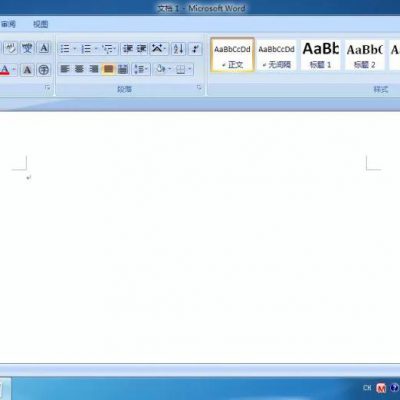 文档 1 - Microsoft Word
审阅 视图
AaBbCcDd AaBbCcDd AaBb AaBbC
正文 无间隔 标题 1 标题 2
段落 样式
CH